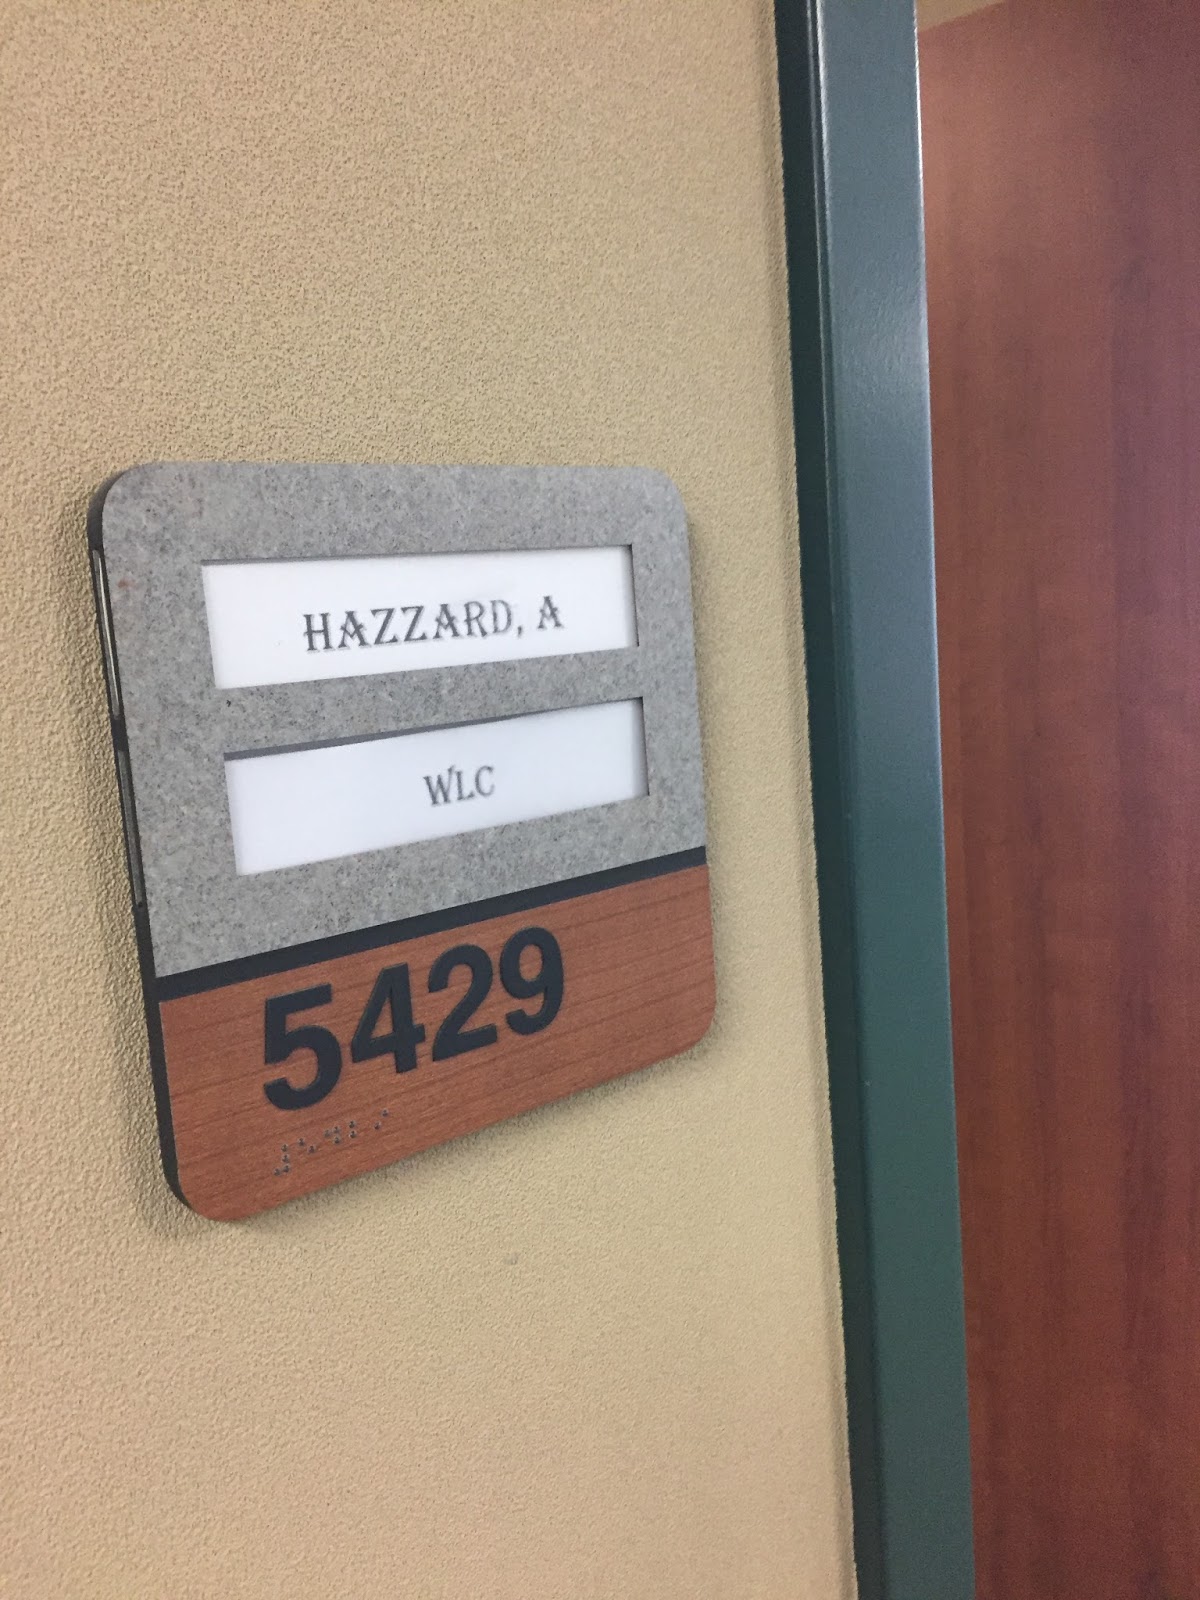 HAZZARD, A
WLC
5429
⠼⠑⠙⠃⠊